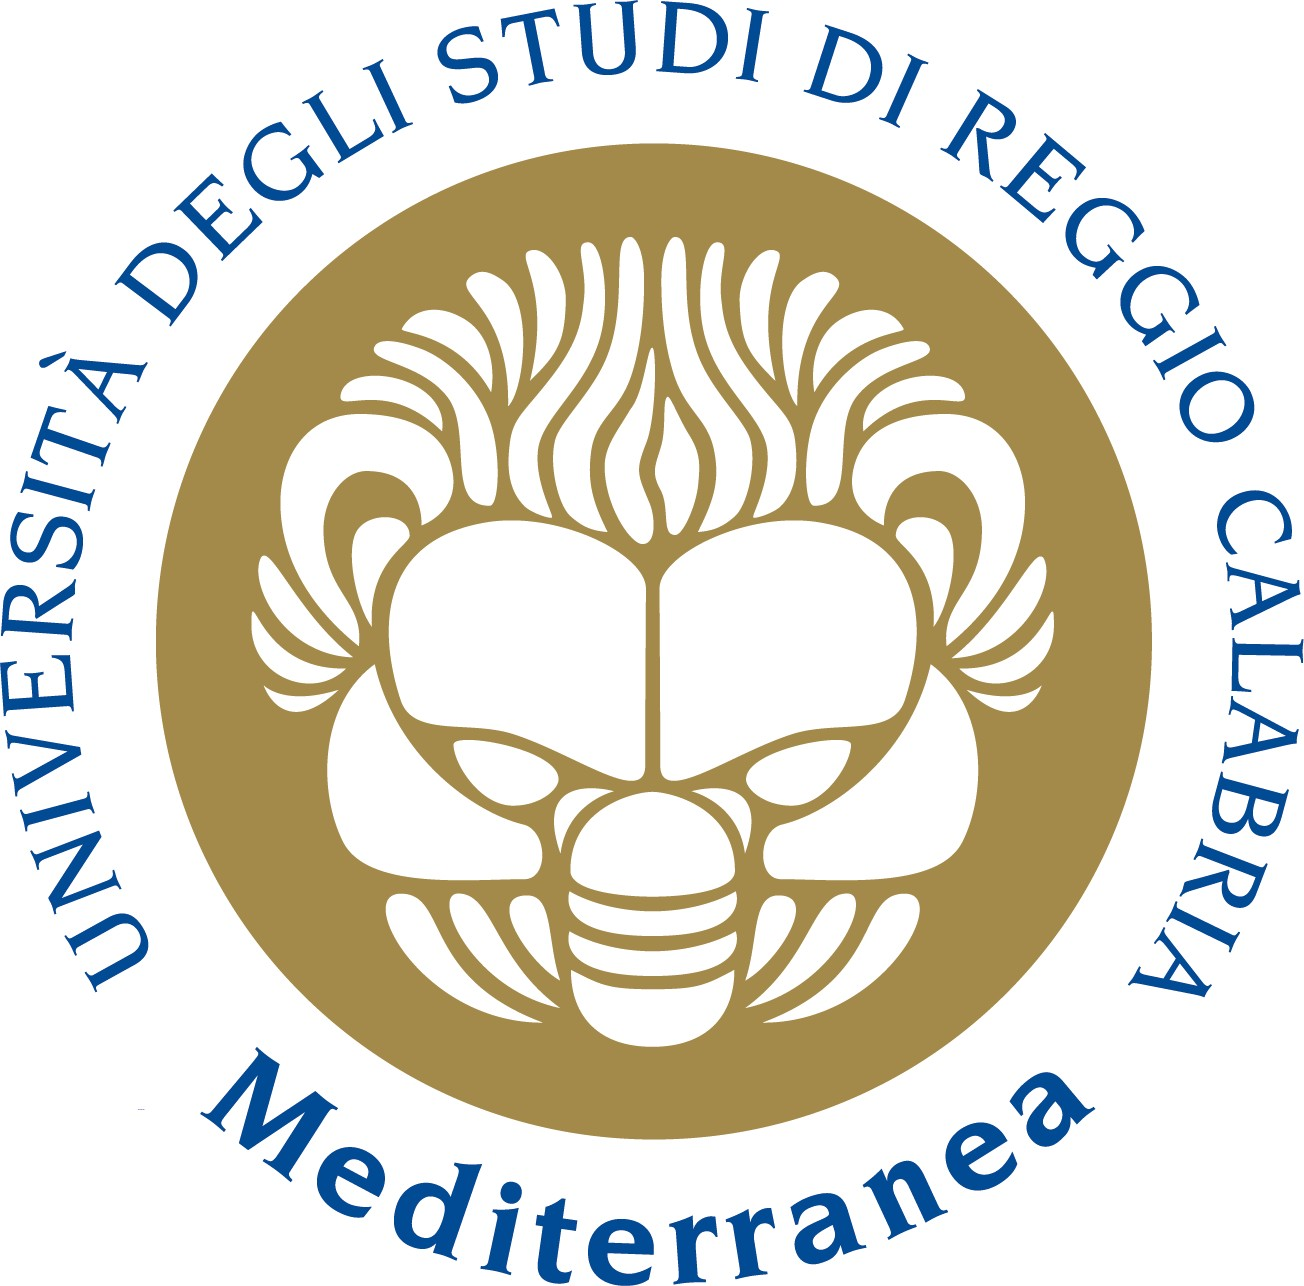 UNIVERSITÀ DEGLI STUDI DI REGGIO CALABRIA
Mediterranea